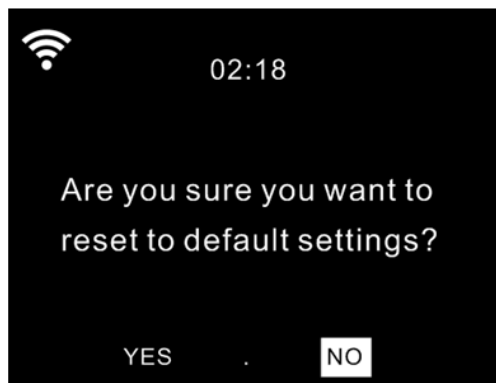 02:18
Are you sure you want to
reset to default settings?
YES . NO